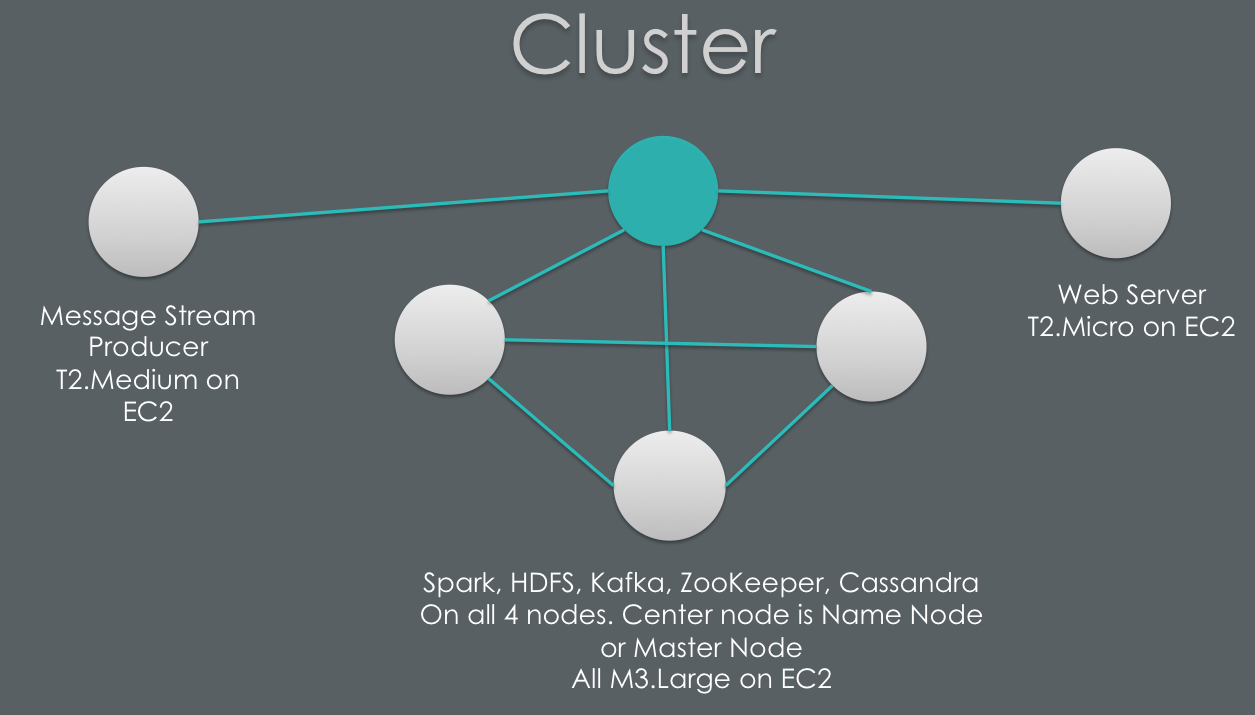 Cluster
Message Stream
Producer
T2.Medium on
EC2
Web Server
T2.Micro on EC2
Spark, HDFS, Kafka, ZooKeeper, Cassandra
On all 4 nodes. Center node is Name Node
or Master Node
All M3.Large on EC2